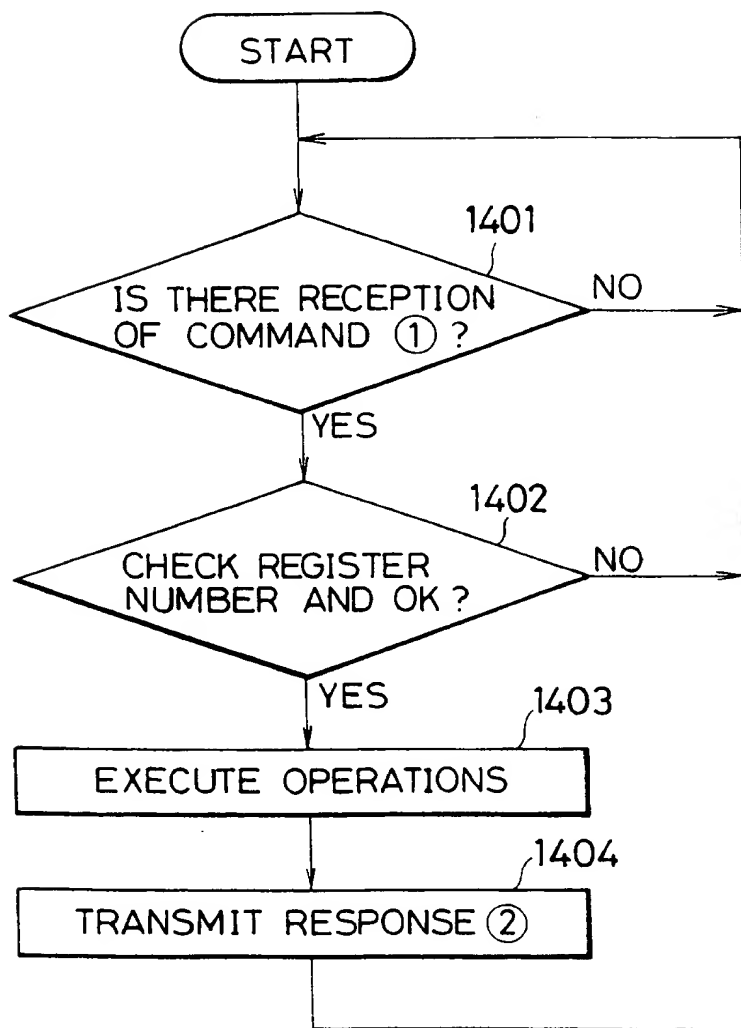 START
1401
IS THERE RECEPTION
OF COMMAND ① ?
NO
YES
1402
CHECK REGISTER
NUMBER AND OK ?
NO
YES
1403
EXECUTE OPERATIONS
1404
TRANSMIT RESPONSE ②